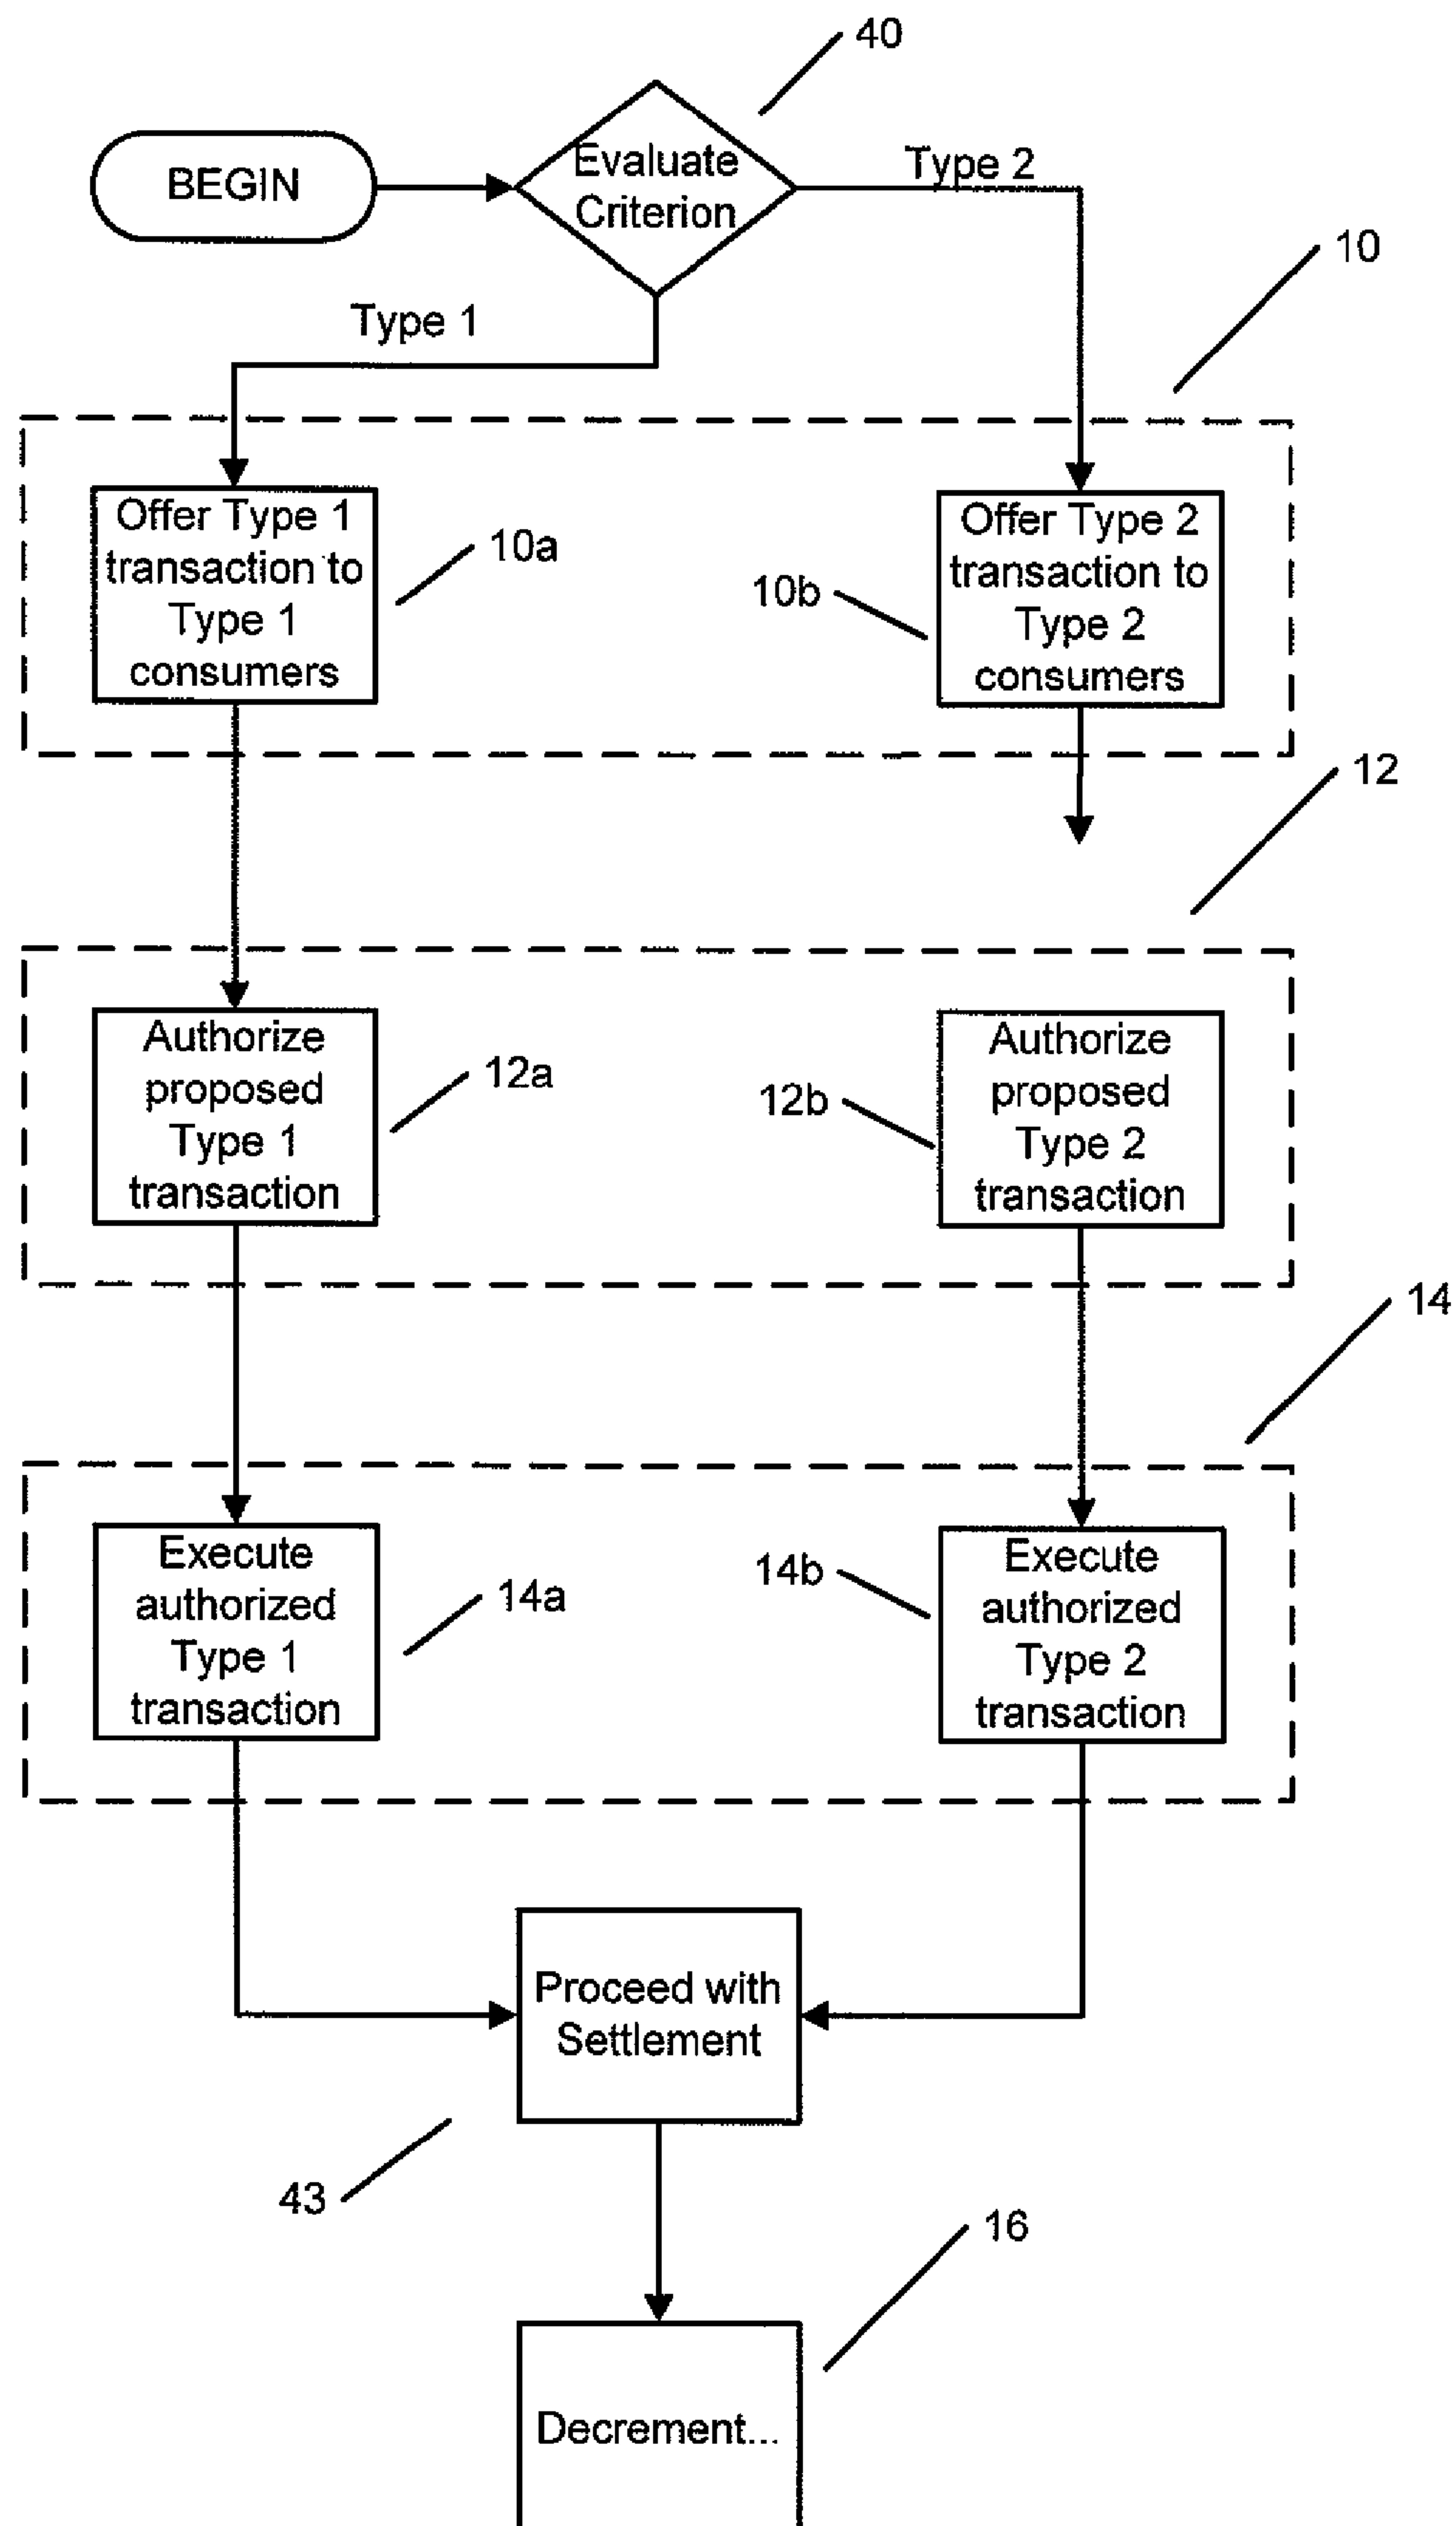 40
BEGIN
Evaluate
Criterion
Type 2
10
Type 1
Offer Type 1
transaction to
Type 1
consumers
10a
10b
Offer Type 2
transaction to
Type 2
consumers
12
Authorize
proposed
Type 1
transaction
12a
12b
Authorize
proposed
Type 2
transaction
14
Execute
authorized
Type 1
transaction
14a
14b
Execute
authorized
Type 2
transaction
Proceed with
Settlement
43
16
Decrement...